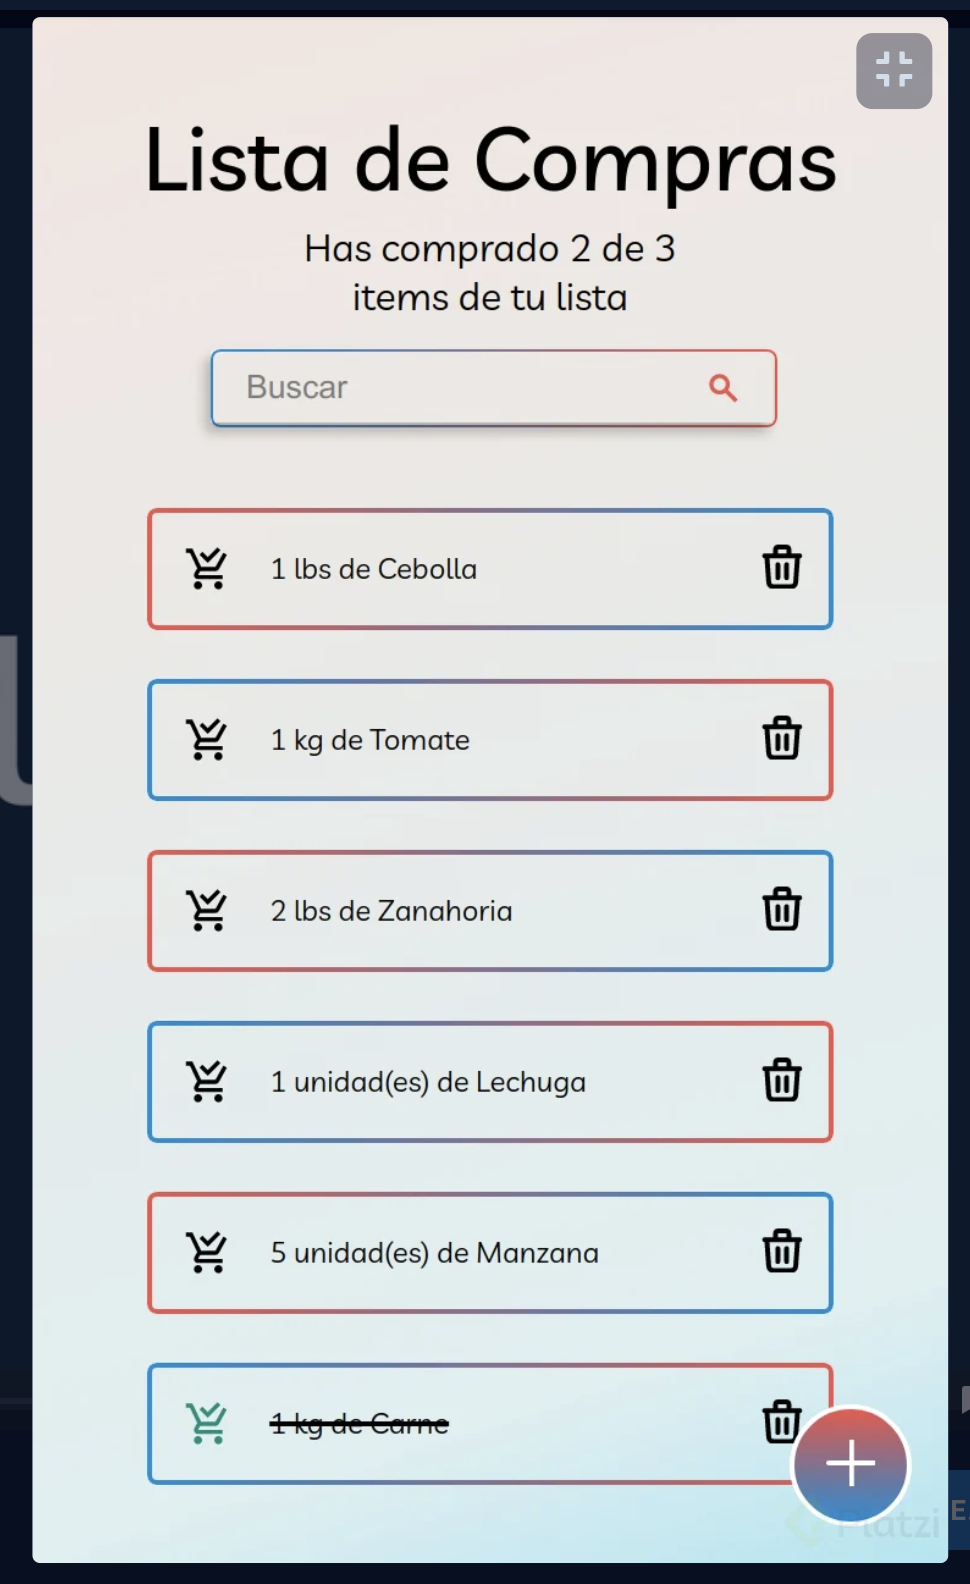 Lista de Compras
Has comprado 2 de 3
items de tu lista
Buscar
1 lbs de Cebolla
1 kg de Tomate
2 lbs de Zanahoria
1 unidad(es) de Lechuga
5 unidad(es) de Manzana
1 kg de Carne
Platzi